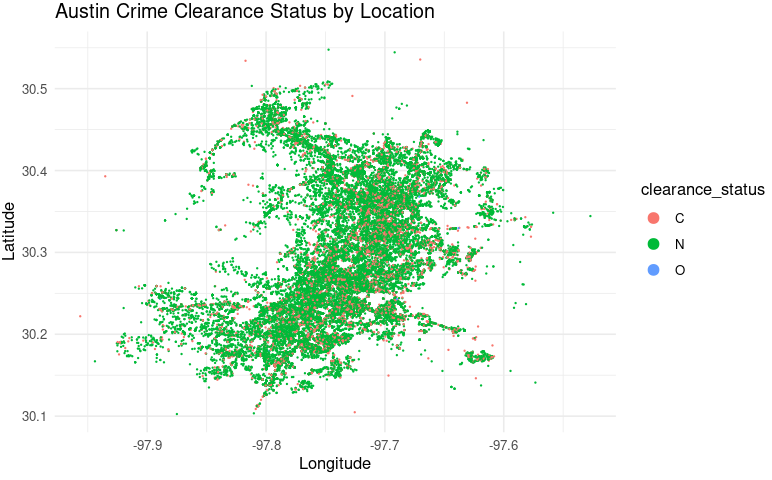 Austin Crime Clearance Status by Location
30.5
30.4
30.3
30.2
30.1
Latitude
-97.9
-97.8
-97.7
-97.6
Longitude
clearance_status
C
N
O